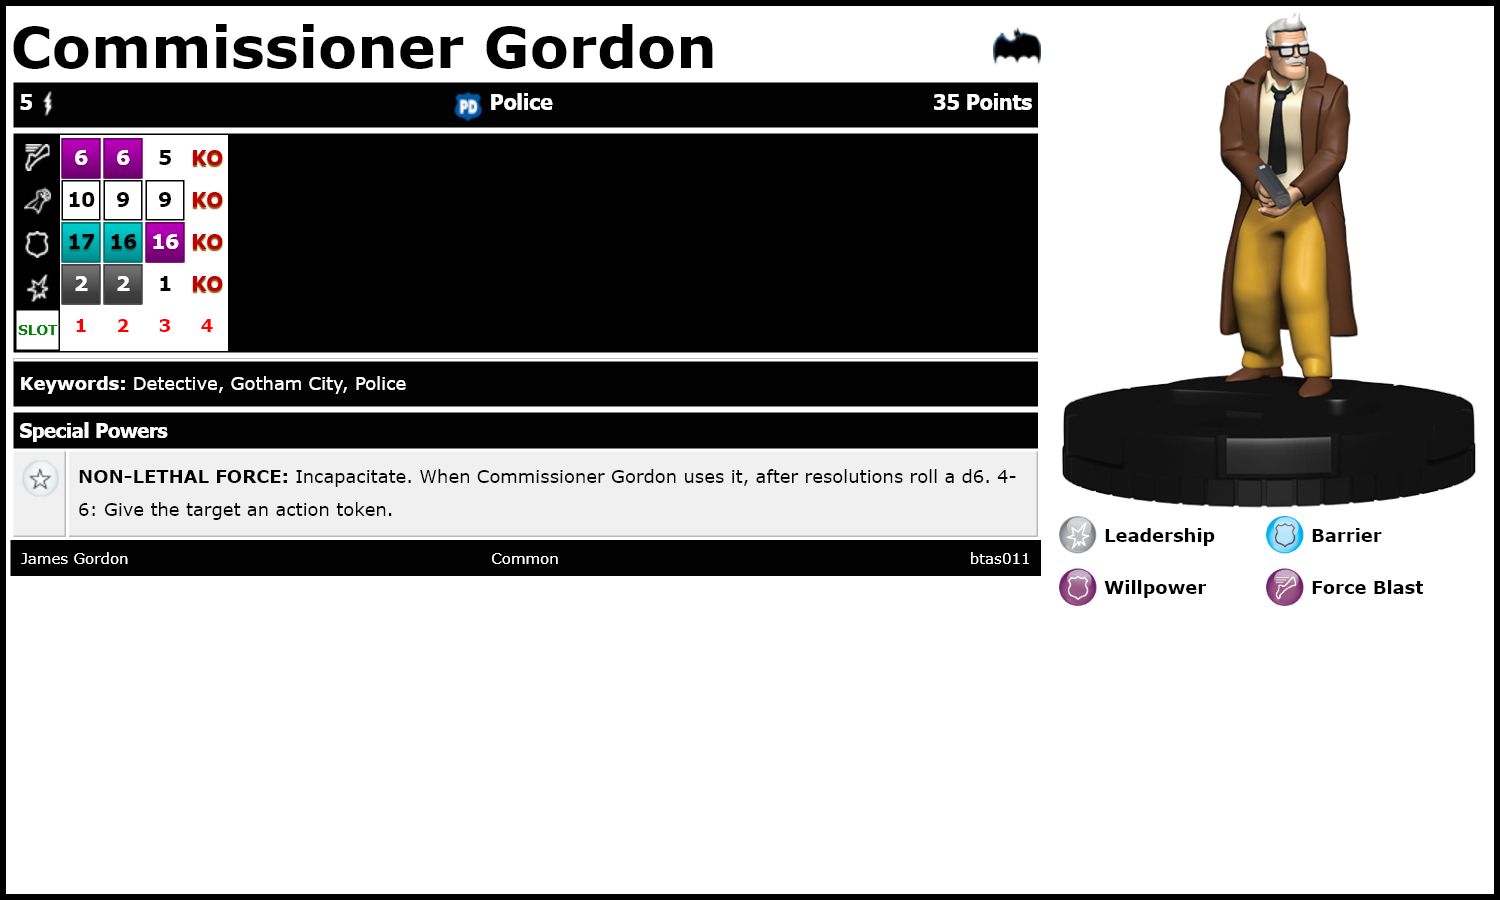 Commissioner Gordon
5 PD Police 35 Points
6 6 5 KO
10 9 9 KO
17 16 16 KO
2 2 1 KO
SLOT 1 2 3 4
Keywords: Detective, Gotham City, Police
Special Powers
NON-LETHAL FORCE: Incapacitate. When Commissioner Gordon uses it, after resolutions roll a d6. 4-
6: Give the target an action token.
James Gordon Common btas011
Leadership Barrier
Willpower Force Blast